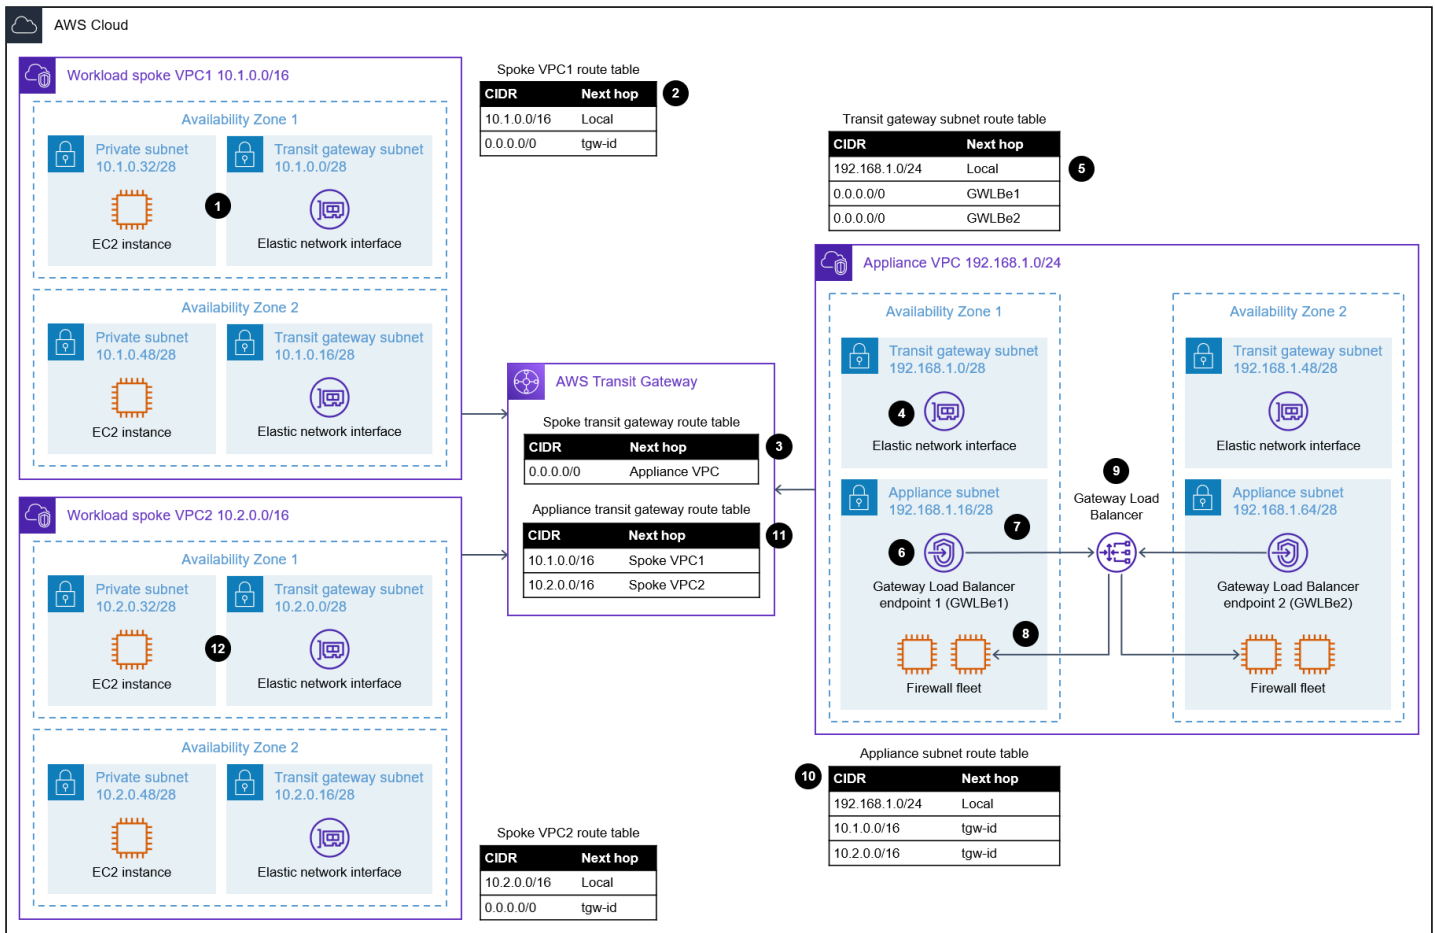 AWS Cloud
Workload spoke VPC1 10.1.0.0/16
Availability Zone 1
Private subnet
10.1.0.32/28
EC2 instance
1
Transit gateway subnet
10.1.0.0/28
Elastic network interface
Availability Zone 2
Private subnet
10.1.0.48/28
EC2 instance
Transit gateway subnet
10.1.0.16/28
Elastic network interface
Workload spoke VPC2 10.2.0.0/16
Availability Zone 1
Private subnet
10.2.0.32/28
EC2 instance
12
Transit gateway subnet
10.2.0.0/28
Elastic network interface
Availability Zone 2
Private subnet
10.2.0.48/28
EC2 instance
Transit gateway subnet
10.2.0.16/28
Elastic network interface
Spoke VPC1 route table
CIDR Next hop
2
10.1.0.0/16 Local
0.0.0.0/0 tgw-id
AWS Transit Gateway
Spoke transit gateway route table
CIDR Next hop
3
0.0.0.0/0 Appliance VPC
Appliance transit gateway route table
CIDR Next hop
11
10.1.0.0/16 Spoke VPC1
10.2.0.0/16 Spoke VPC2
Spoke VPC2 route table
CIDR Next hop
10.2.0.0/16 Local
0.0.0.0/0 tgw-id
Transit gateway subnet route table
CIDR Next hop
192.168.1.0/24 Local
5
0.0.0.0/0 GWLBe1
0.0.0.0/0 GWLBe2
Appliance VPC 192.168.1.0/24
Availability Zone 1
Transit gateway subnet
192.168.1.0/28
4
Elastic network interface
Appliance subnet
192.168.1.16/28
7
6
Gateway Load Balancer
endpoint 1 (GWLBe1)
8
Firewall fleet
9
Gateway Load
Balancer
Availability Zone 2
Transit gateway subnet
192.168.1.48/28
Elastic network interface
Appliance subnet
192.168.1.64/28
Gateway Load Balancer
endpoint 2 (GWLBe2)
Firewall fleet
Appliance subnet route table
10
CIDR Next hop
192.168.1.0/24 Local
10.1.0.0/16 tgw-id
10.2.0.0/16 tgw-id